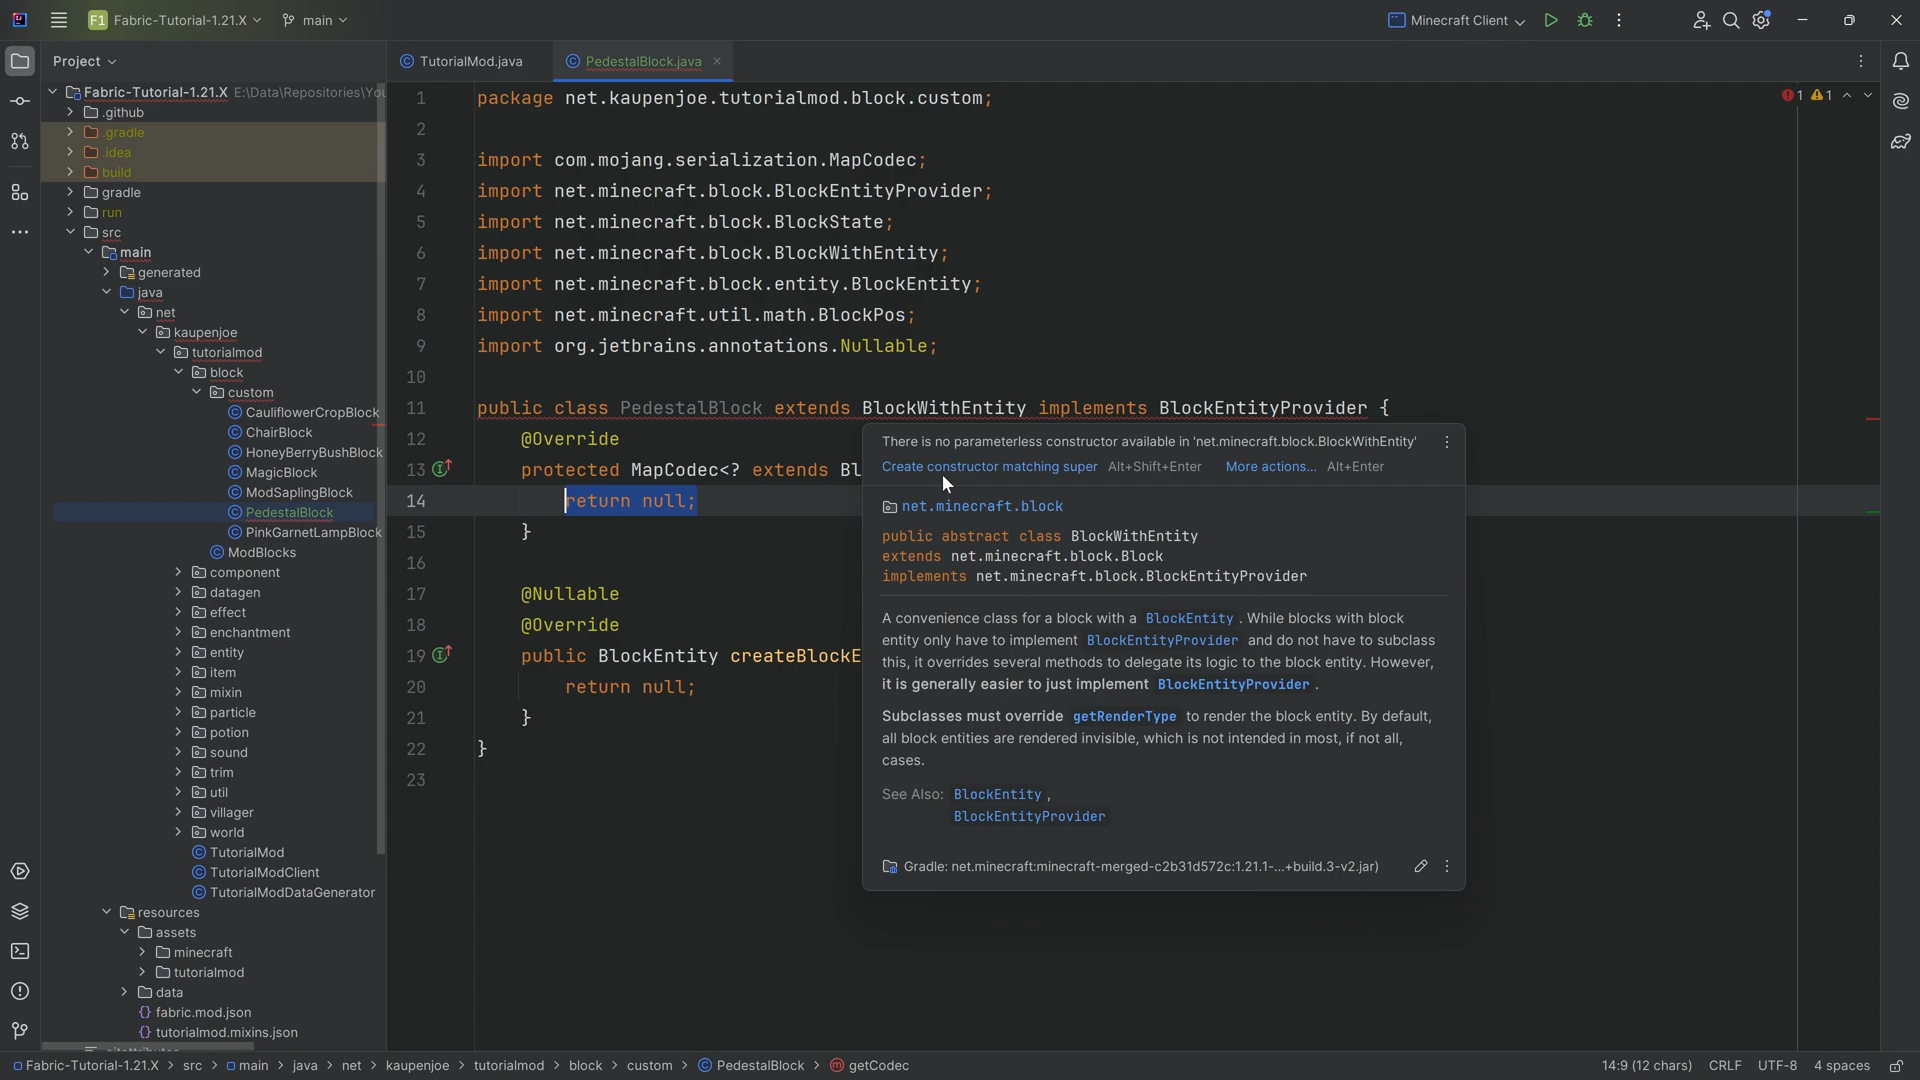 F1 Fabric-Tutorial-1.21.X main Minecraft Client
Project
TutorialMod.java PedestalBlock.java
Fabric-Tutorial-1.21.X E:\Data\Repositories\You
.github
.gradle
.idea
build
gradle
run
src
main
generated
java
net
kaupenjoe
tutorialmod
block
custom
CauliflowerCropBlock
ChairBlock
HoneyBerryBushBlock
MagicBlock
ModSaplingBlock
PedestalBlock
PinkGarnetLampBlock
ModBlocks
component
datagen
effect
enchantment
entity
item
mixin
particle
potion
sound
trim
util
villager
world
TutorialMod
TutorialModClient
TutorialModDataGenerator
resources
assets
minecraft
tutorialmod
data
fabric.mod.json
tutorialmod.mixins.json
1 package net.kaupenjoe.tutorialmod.block.custom;
1 1
2
3 import com.mojang.serialization.MapCodec;
4 import net.minecraft.block.BlockEntityProvider;
5 import net.minecraft.block.BlockState;
6 import net.minecraft.block.BlockWithEntity;
7 import net.minecraft.block.entity.BlockEntity;
8 import net.minecraft.util.math.BlockPos;
9 import org.jetbrains.annotations.Nullable;
10
11 public class PedestalBlock extends BlockWithEntity implements BlockEntityProvider {
12 @Override
13 protected MapCodec<? extends Bl
14 return null;
15 }
16
17 @Nullable
18 @Override
19 public BlockEntity createBlockE
20 return null;
21 }
22 }
23
There is no parameterless constructor available in 'net.minecraft.block.BlockWithEntity'
Create constructor matching super Alt+Shift+Enter More actions... Alt+Enter
net.minecraft.block
public abstract class BlockWithEntity
extends net.minecraft.block.Block
implements net.minecraft.block.BlockEntityProvider
A convenience class for a block with a BlockEntity . While blocks with block
entity only have to implement BlockEntityProvider and do not have to subclass
this, it overrides several methods to delegate its logic to the block entity. However,
it is generally easier to just implement BlockEntityProvider .
Subclasses must override getRenderType to render the block entity. By default,
all block entities are rendered invisible, which is not intended in most, if not all,
cases.
See Also: BlockEntity ,
BlockEntityProvider
Gradle: net.minecraft:minecraft-merged-c2b31d572c:1.21.1-...+build.3-v2.jar)
Fabric-Tutorial-1.21.X > src > main > java > net > kaupenjoe > tutorialmod > block > custom > PedestalBlock > getCodec 14:9 (12 chars) CRLF UTF-8 4 spaces